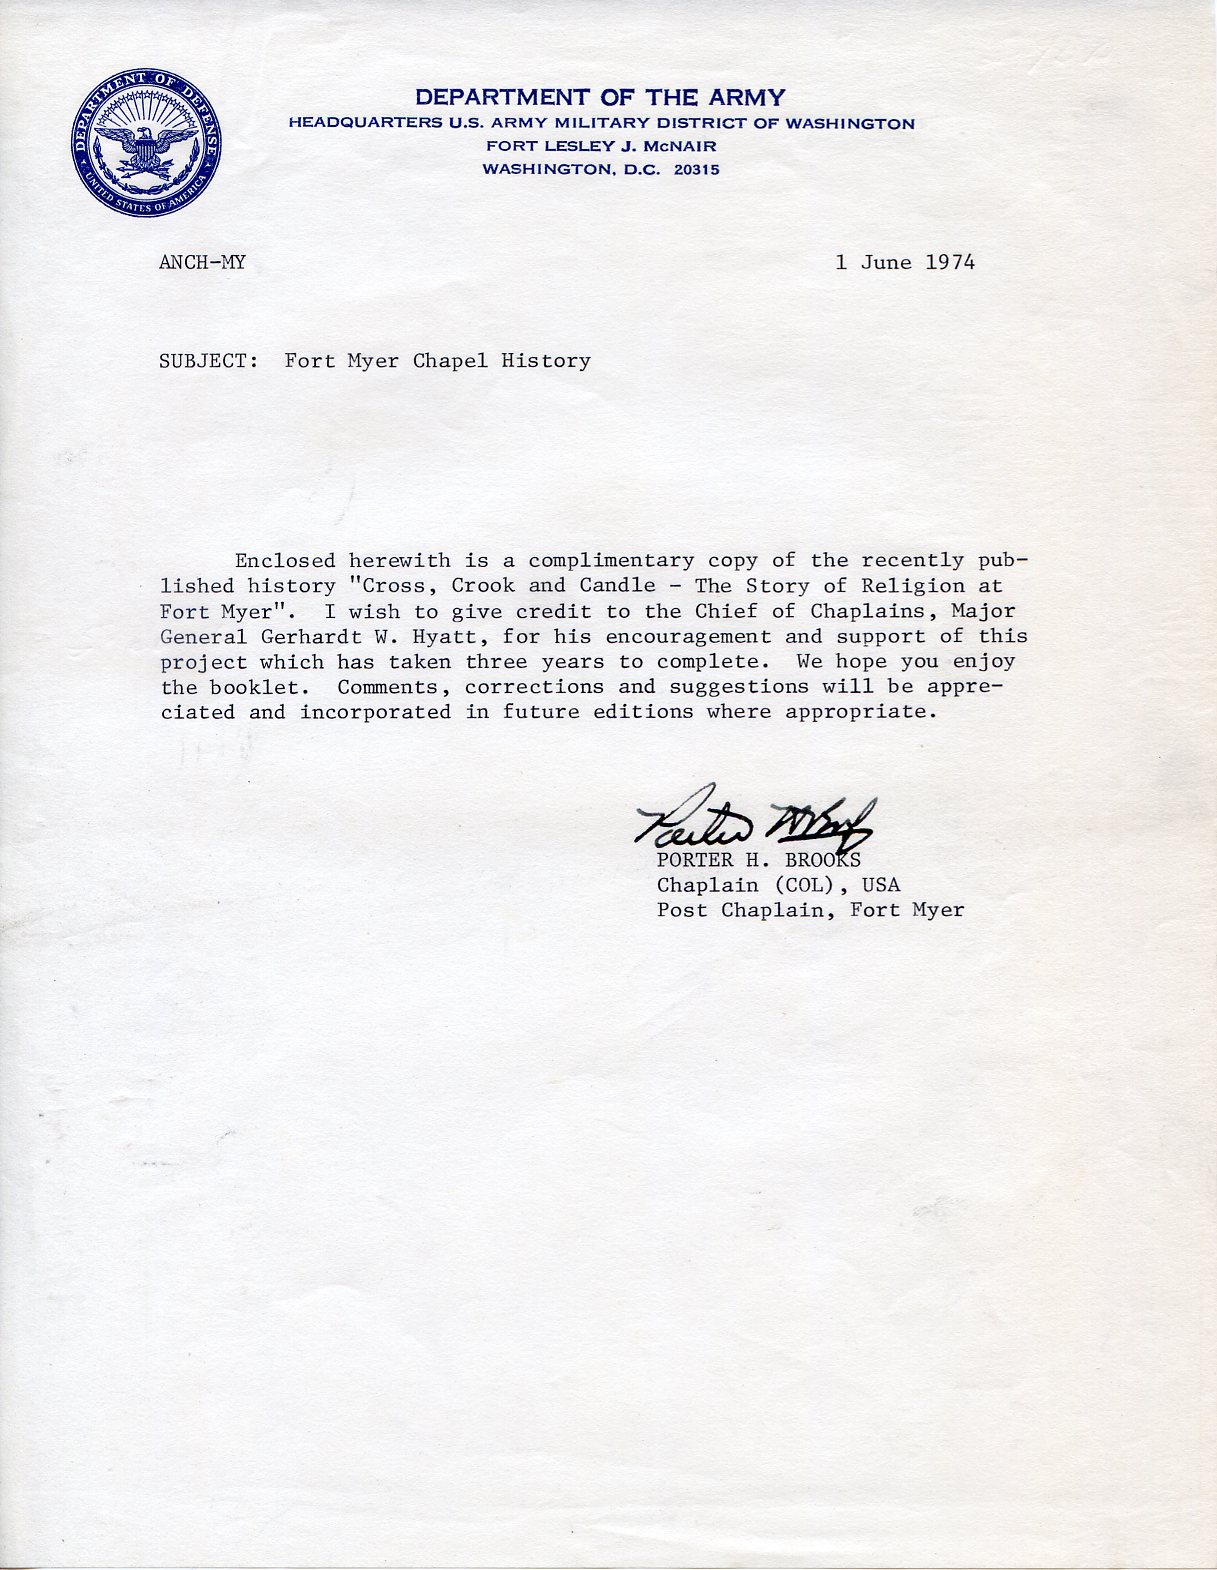 DEPARTMENT OF DEFENSE
UNITED STATES OF AMERICA
DEPARTMENT OF THE ARMY
HEADQUARTERS U.S. ARMY MILITARY DISTRICT OF WASHINGTON
FORT LESLEY J. McNAIR
WASHINGTON, D.C. 20315
ANCH-MY 1 June 1974
SUBJECT: Fort Myer Chapel History
Enclosed herewith is a complimentary copy of the recently pub-
lished history "Cross, Crook and Candle - The Story of Religion at
Fort Myer". I wish to give credit to the Chief of Chaplains, Major
General Gerhardt W. Hyatt, for his encouragement and support of this
project which has taken three years to complete. We hope you enjoy
the booklet. Comments, corrections and suggestions will be appre-
ciated and incorporated in future editions where appropriate.
Porter H Brooks
PORTER H. BROOKS
Chaplain (COL), USA
Post Chaplain, Fort Myer